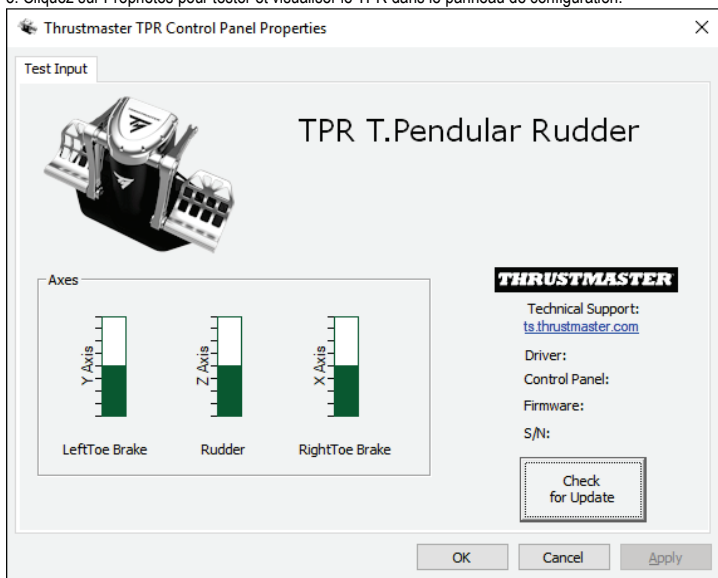 Thrustmaster TPR Control Panel Properties
Test Input
TPR T.Pendular Rudder
Axes
Y Axis
Z Axis
X Axis
LeftToe Brake
Rudder
RightToe Brake
THRUSTMASTER
Technical Support:
ts.thrustmaster.com
Driver:
Control Panel:
Firmware:
S/N:
Check
for Update
OK
Cancel
Apply